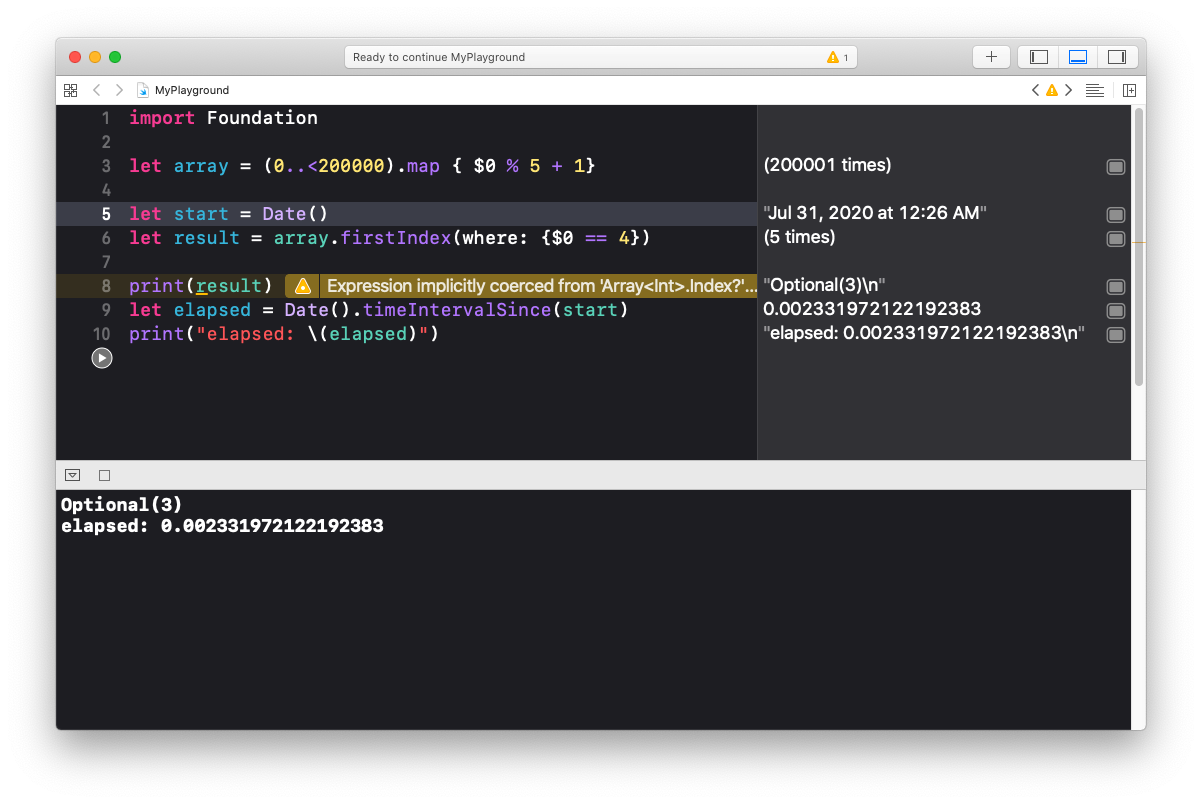 Ready to continue MyPlayground 1
MyPlayground
1 import Foundation
2
3 let array = (0..<200000).map { $0 % 5 + 1} (200001 times)
4
5 let start = Date() "Jul 31, 2020 at 12:26 AM"
6 let result = array.firstIndex(where: {$0 == 4}) (5 times)
7
8 print(result) Expression implicitly coerced from 'Array<Int>.Index?'... "Optional(3)\n"
9 let elapsed = Date().timeIntervalSince(start) 0.002331972122192383
10 print("elapsed: \(elapsed)") "elapsed: 0.002331972122192383\n"
Optional(3)
elapsed: 0.002331972122192383